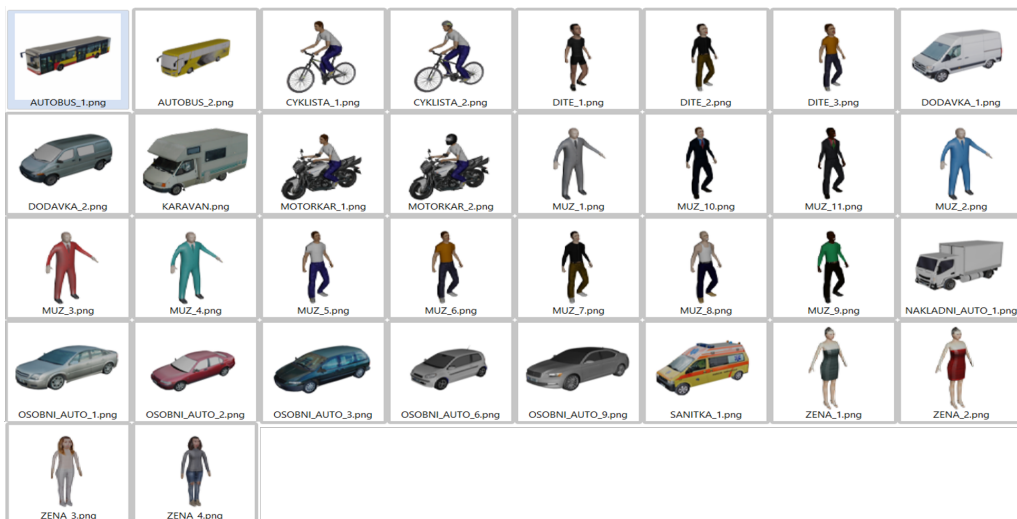 AUTOBUS_1.png
AUTOBUS_2.png
CYKLISTA_1.png
CYKLISTA_2.png
DITE_1.png
DITE_2.png
DITE_3.png
DODAVKA_1.png
DODAVKA_2.png
KARAVAN.png
MOTORKAR_1.png
MOTORKAR_2.png
MUZ_1.png
MUZ_10.png
MUZ_11.png
MUZ_2.png
MUZ_3.png
MUZ_4.png
MUZ_5.png
MUZ_6.png
MUZ_7.png
MUZ_8.png
MUZ_9.png
NAKLADNI_AUTO_1.png
OSOBNI_AUTO_1.png
OSOBNI_AUTO_2.png
OSOBNI_AUTO_3.png
OSOBNI_AUTO_6.png
OSOBNI_AUTO_9.png
SANITKA_1.png
ZENA_1.png
ZENA_2.png
ZENA_3.png
ZENA_4.png